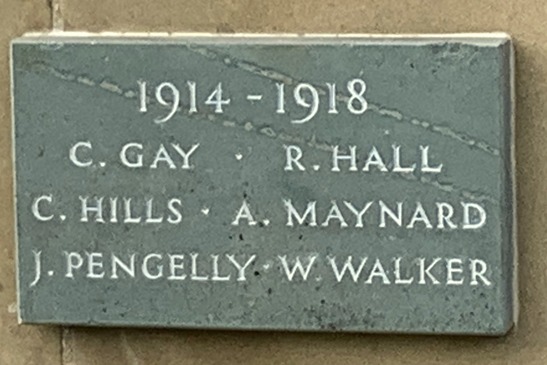 1914 - 1918
C. GAY · R. HALL
C. HILLS · A. MAYNARD
J. PENGELLY · W. WALKER